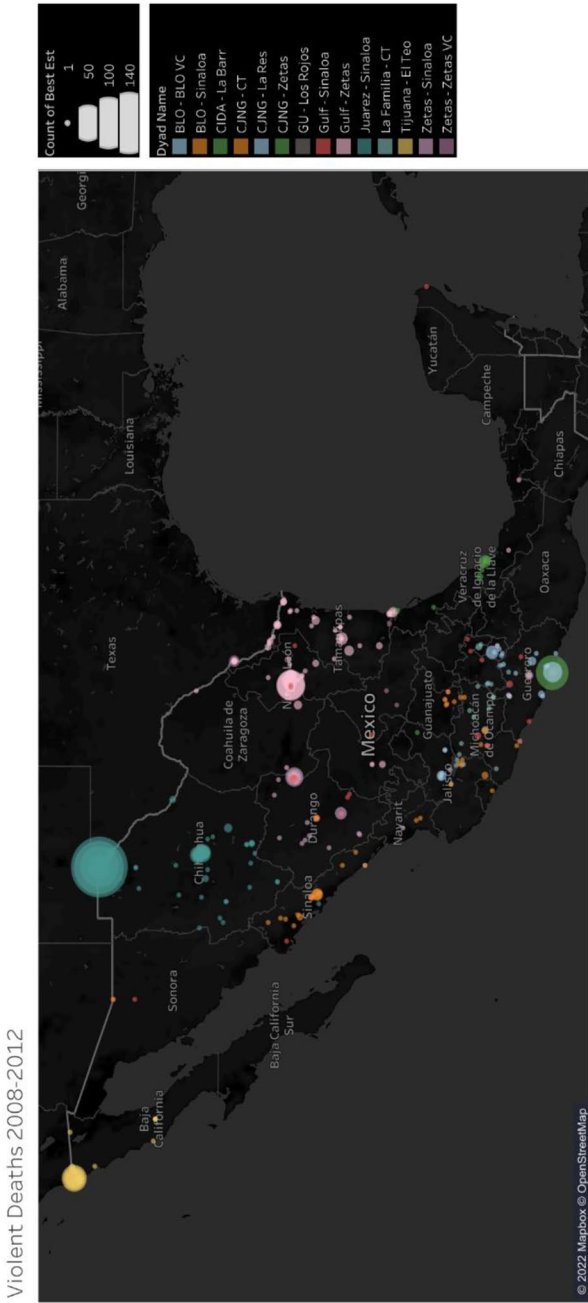 Violent Deaths 2008-2012
Georgi
Alabama
Louisiana
Texas
Sonora
Baja
California
Baja California
Sur
Chihuahua
Coahuila de
Zaragoza
Sinaloa
Durango
Tamaulipas
Mexico
Nayarit
Guanajuato
Jalisco
Michoacán
de Ocampo
Guerrero
Veracruz
de Ignacio
de la Llave
Oaxaca
Yucatán
Campeche
Chiapas
© 2022 Mapbox © OpenStreetMap
Count of Best Est
1
50
100
140
Dyad Name
BLO - BLO VC
BLO - Sinaloa
CIDA - La Barr
CJNG - CT
CJNG - La Res
CJNG - Zetas
GU - Los Rojos
Gulf - Sinaloa
Gulf - Zetas
Juarez - Sinaloa
La Familia - CT
Tijuana - El Teo
Zetas - Sinaloa
Zetas - Zetas VC